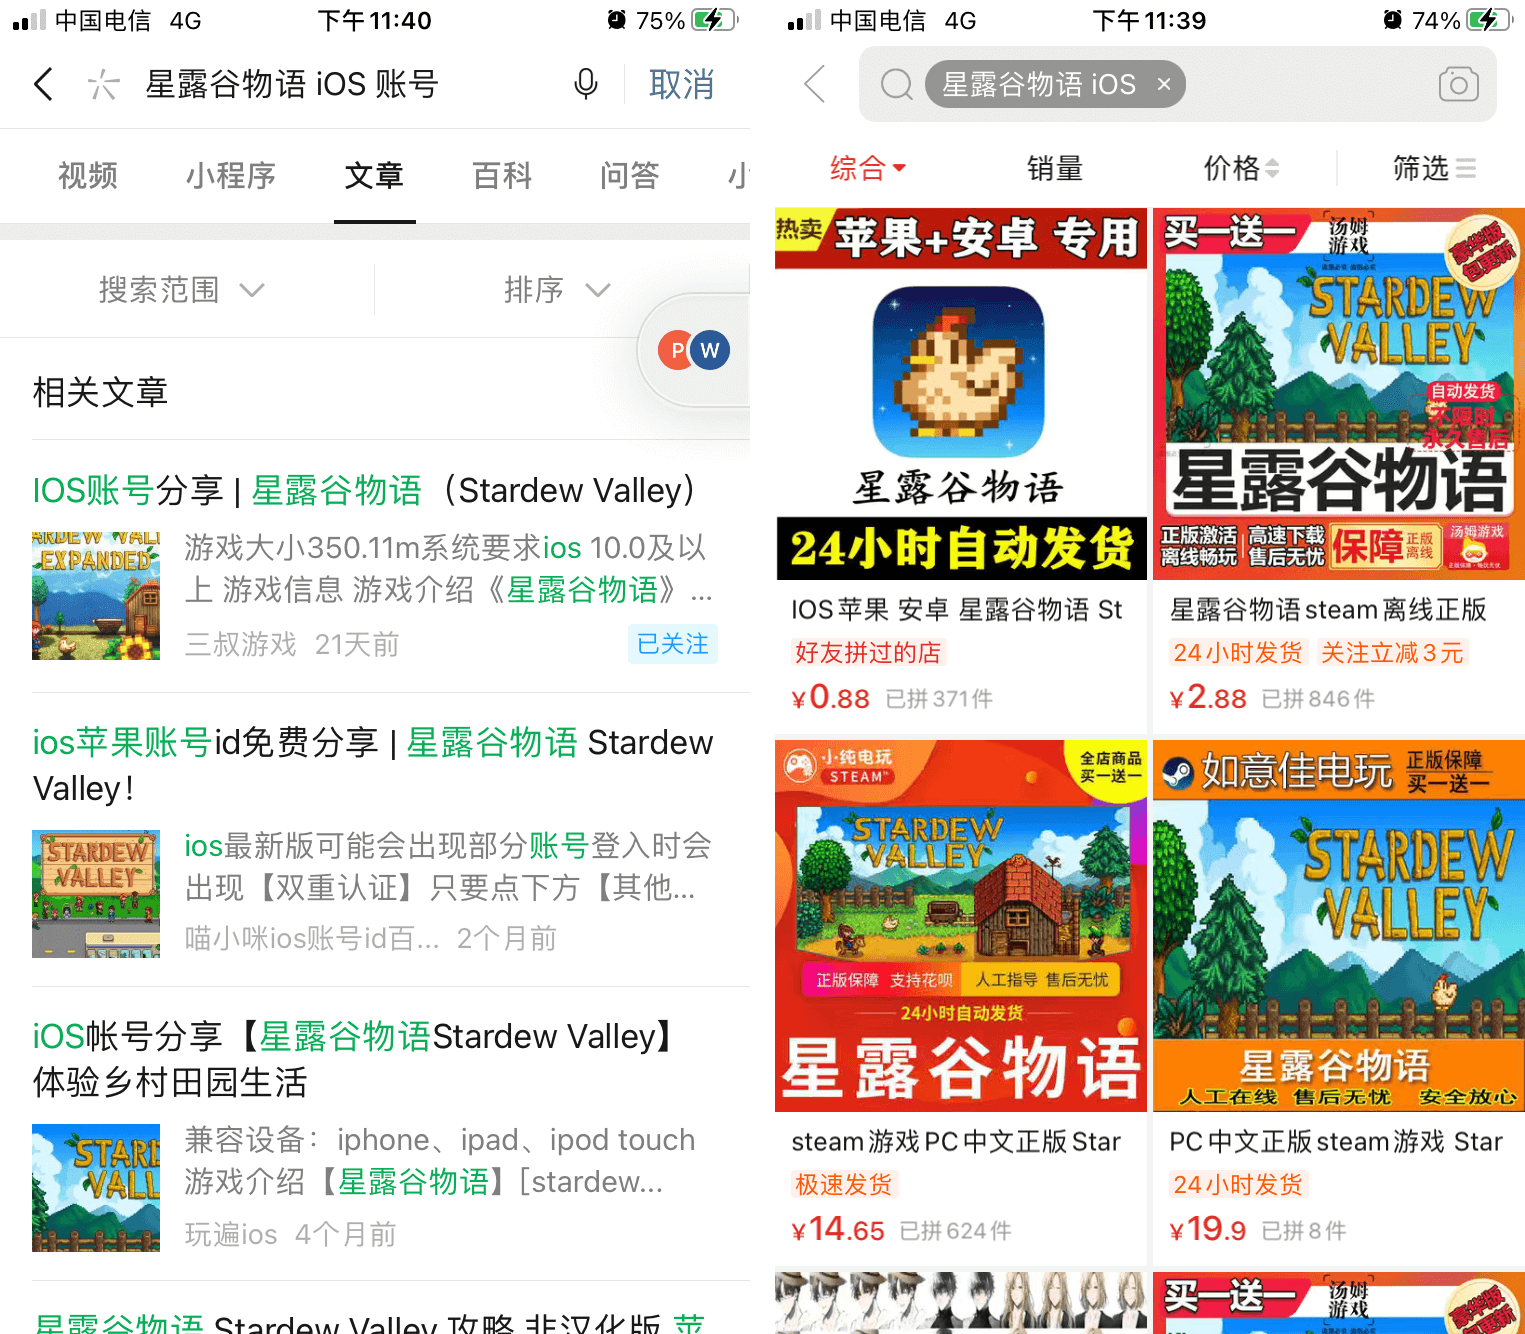 中国电信 4G 下午11:40 75%
星露谷物语 iOS 账号 取消
视频 小程序 文章 百科 问答 小
搜索范围 排序
P W
相关文章
IOS账号分享 | 星露谷物语（Stardew Valley）
游戏大小350.11m系统要求ios 10.0及以
上 游戏信息 游戏介绍《星露谷物语》...
三叔游戏 21天前 已关注
ios苹果账号id免费分享 | 星露谷物语 Stardew
Valley！
ios最新版可能会出现部分账号登入时会
出现【双重认证】只要点下方【其他...
喵小咪ios账号id百... 2个月前
iOS帐号分享【星露谷物语Stardew Valley】
体验乡村田园生活
兼容设备：iphone、ipad、ipod touch
游戏介绍【星露谷物语】[stardew...
玩遍ios 4个月前
星露谷物语 Stardew Valley 攻略 非汉化版 苹
中国电信 4G 下午11:39 74%
星露谷物语 iOS ×
综合 销量 价格 筛选
热卖 苹果+安卓 专用
星露谷物语
24小时自动发货
IOS苹果 安卓 星露谷物语 St
好友拼过的店
¥0.88 已拼371件
买一送一 汤姆游戏 豪华版包更新
STARDEW
VALLEY
自动发货
不限时
永久售后
星露谷物语
正版激活 高速下载 保障 正版 汤姆游戏
离线畅玩 售后无忧 离线
星露谷物语steam离线正版
24小时发货 关注立减3元
¥2.88 已拼846件
小纯电玩 全店商品
STEAM 买一送一
STARDEW
VALLEY
正版保障 支持花呗 人工指导 售后无忧
24小时自动发货
星露谷物语
steam游戏PC中文正版Star
极速发货
¥14.65 已拼624件
如意佳电玩 正版保障
买一送一
STARDEW
VALLEY
星露谷物语
人工在线 售后无忧 安全放心
PC中文正版steam游戏 Star
24小时发货
¥19.9 已拼8件
买一送一 汤姆游戏 豪华版